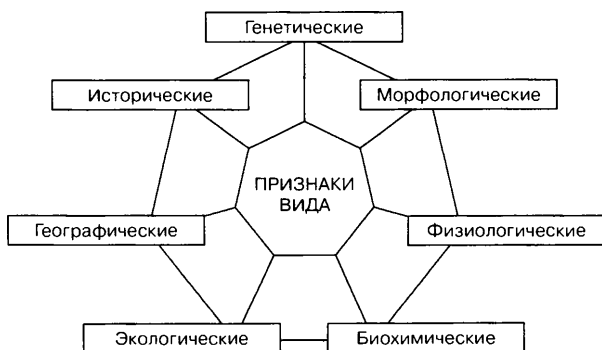 Генетические
Исторические
Морфологические
ПРИЗНАКИ
ВИДА
Географические
Физиологические
Экологические
Биохимические